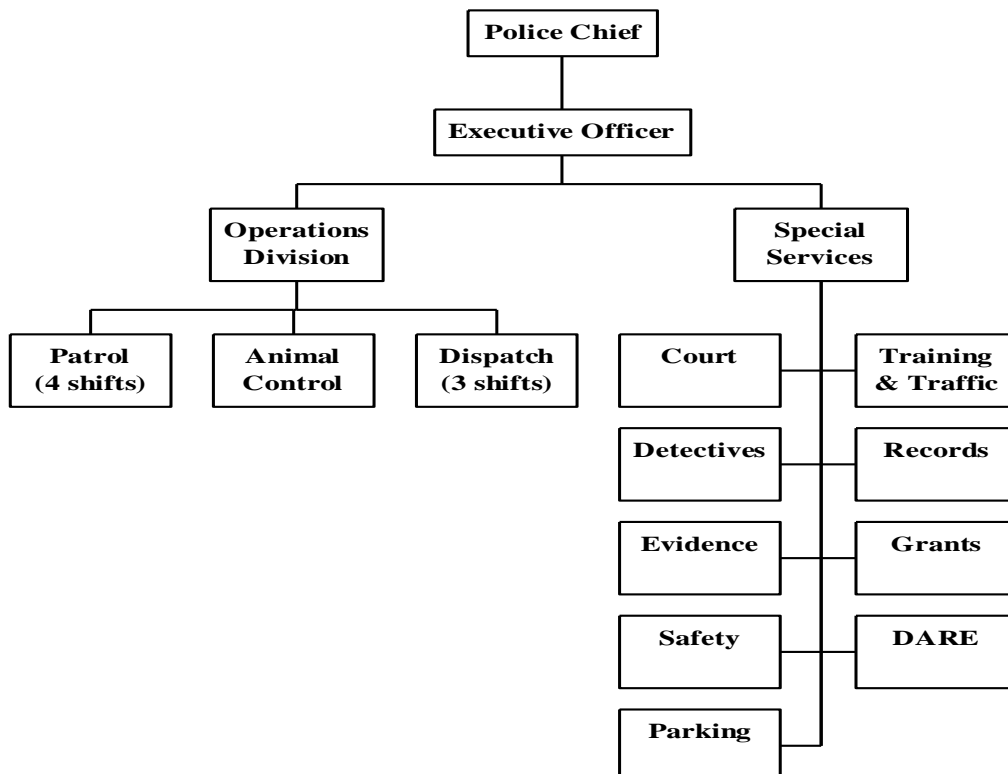 Police Chief
Executive Officer
Operations
Division
Special
Services
Patrol
(4 shifts)
Animal
Control
Dispatch
(3 shifts)
Court
Training
& Traffic
Detectives
Records
Evidence
Grants
Safety
DARE
Parking